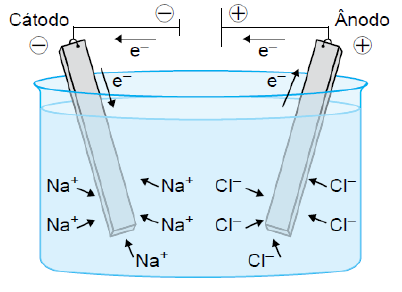 Cátodo ⊖ ⊕ Ânodo
⊖ e⁻ e⁻ ⊕
e⁻ e⁻
Na⁺ Na⁺ Cl⁻ Cl⁻
Na⁺ Na⁺ Cl⁻ Cl⁻
Na⁺ Cl⁻